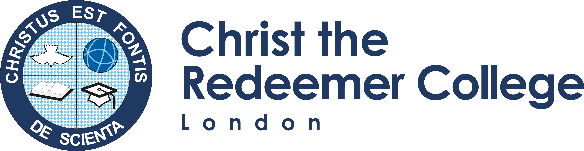 CHRISTUS EST FONTIS
DE SCIENTA
Christ the
Redeemer College
London